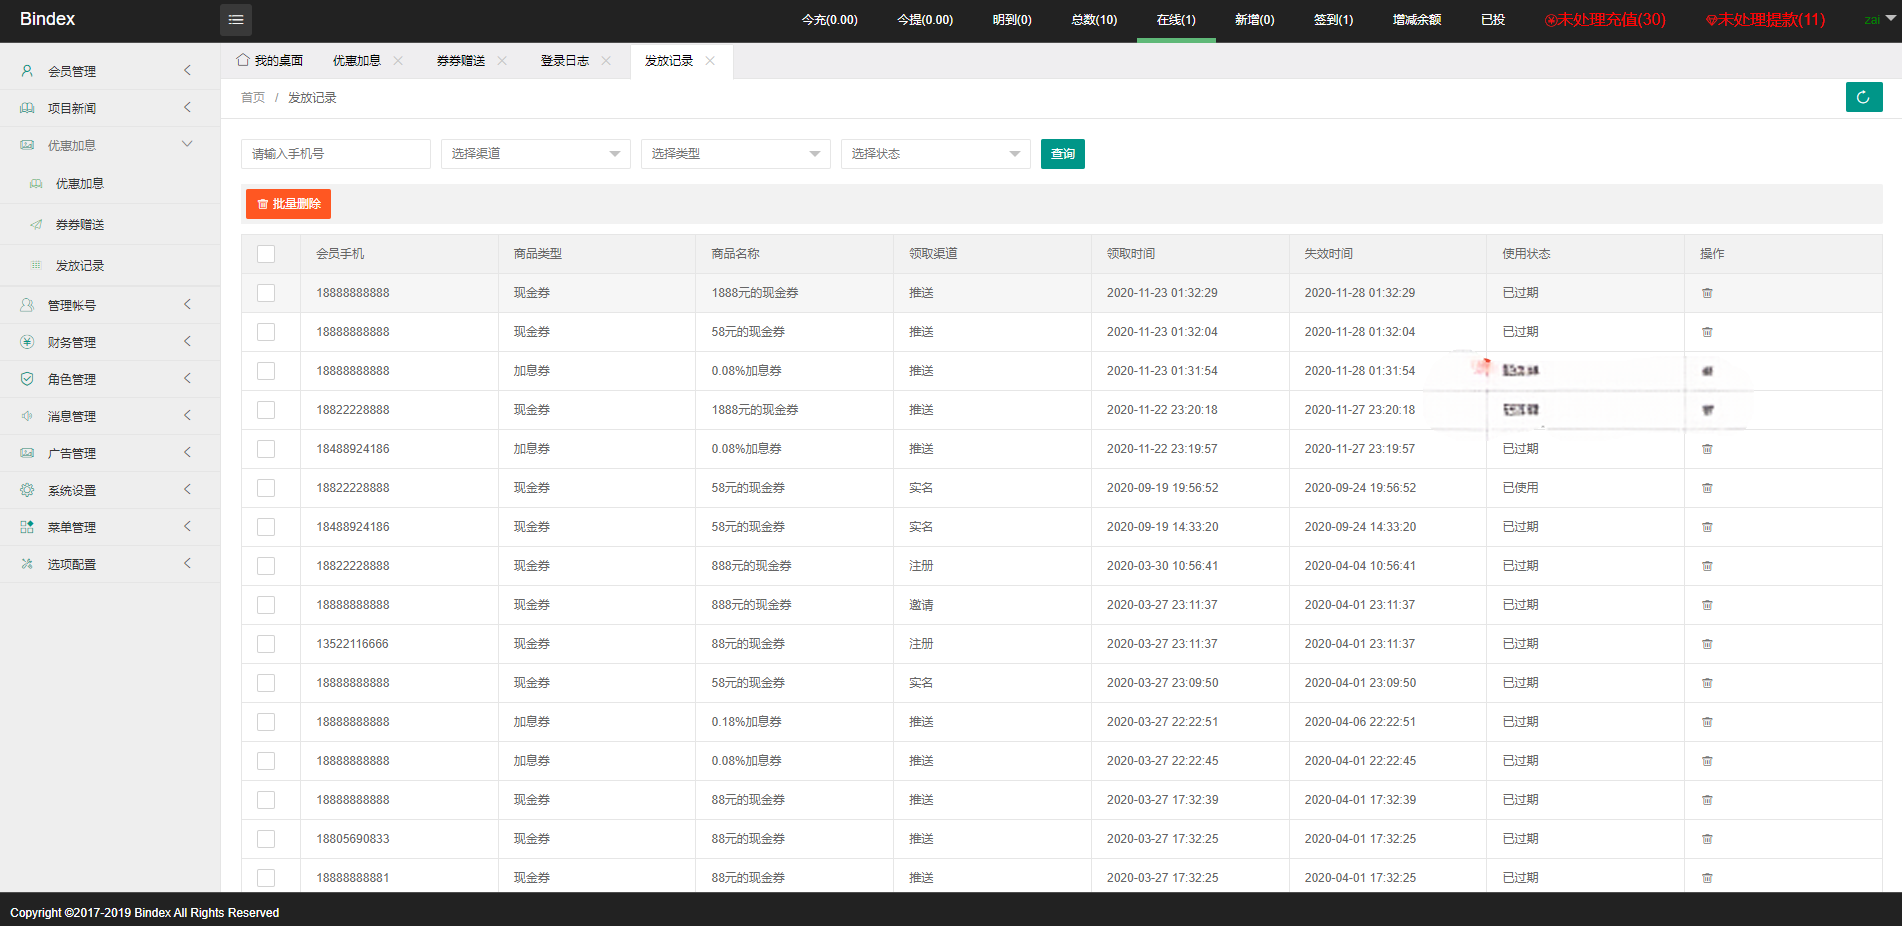 Bindex 今充(0.00) 今提(0.00) 明到(0) 总数(10) 在线(1) 新增(0) 签到(1) 增减余额 已投 未处理充值(30) 未处理提款(11) zai
会员管理
项目新闻
优惠加息
优惠加息
券券赠送
发放记录
管理帐号
财务管理
角色管理
消息管理
广告管理
系统设置
菜单管理
选项配置
我的桌面 优惠加息 券券赠送 登录日志 发放记录
首页 / 发放记录
请输入手机号 选择渠道 选择类型 选择状态 查询
批量删除
会员手机 商品类型 商品名称 领取渠道 领取时间 失效时间 使用状态 操作
18888888888 现金券 1888元的现金券 推送 2020-11-23 01:32:29 2020-11-28 01:32:29 已过期
18888888888 现金券 58元的现金券 推送 2020-11-23 01:32:04 2020-11-28 01:32:04 已过期
18888888888 加息券 0.08%加息券 推送 2020-11-23 01:31:54 2020-11-28 01:31:54
18822228888 现金券 1888元的现金券 推送 2020-11-22 23:20:18 2020-11-27 23:20:18
18488924186 加息券 0.08%加息券 推送 2020-11-22 23:19:57 2020-11-27 23:19:57 已过期
18822228888 现金券 58元的现金券 实名 2020-09-19 19:56:52 2020-09-24 19:56:52 已使用
18488924186 现金券 58元的现金券 实名 2020-09-19 14:33:20 2020-09-24 14:33:20 已过期
18822228888 现金券 888元的现金券 注册 2020-03-30 10:56:41 2020-04-04 10:56:41 已过期
18888888888 现金券 888元的现金券 邀请 2020-03-27 23:11:37 2020-04-01 23:11:37 已过期
13522116666 现金券 88元的现金券 注册 2020-03-27 23:11:37 2020-04-01 23:11:37 已过期
18888888888 现金券 58元的现金券 实名 2020-03-27 23:09:50 2020-04-01 23:09:50 已过期
18888888888 加息券 0.18%加息券 推送 2020-03-27 22:22:51 2020-04-06 22:22:51 已过期
18888888888 加息券 0.08%加息券 推送 2020-03-27 22:22:45 2020-04-01 22:22:45 已过期
18888888888 现金券 88元的现金券 推送 2020-03-27 17:32:39 2020-04-01 17:32:39 已过期
18805690833 现金券 88元的现金券 推送 2020-03-27 17:32:25 2020-04-01 17:32:25 已过期
18888888881 现金券 88元的现金券 推送 2020-03-27 17:32:25 2020-04-01 17:32:25 已过期
Copyright ©2017-2019 Bindex All Rights Reserved